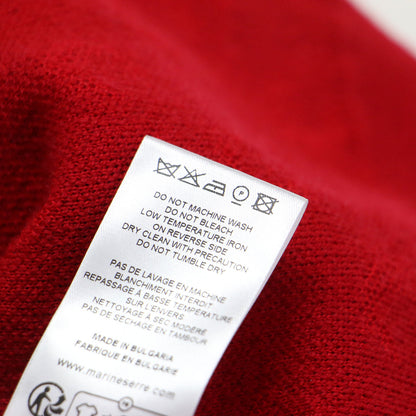 P
DO NOT MACHINE WASH
DO NOT BLEACH
LOW TEMPERATURE IRON
ON REVERSE SIDE
DRY CLEAN WITH PRECAUTION
DO NOT TUMBLE DRY
PAS DE LAVAGE EN MACHINE
BLANCHIMENT INTERDIT
REPASSAGE À BASSE TEMPERATURE
SUR L'ENVERS
NETTOYAGE À SEC MODÉRÉ
PAS DE SÉCHAGE EN TAMBOUR
MADE IN BULGARIA
FABRIQUE EN BULGARIE
www.marineserre.com